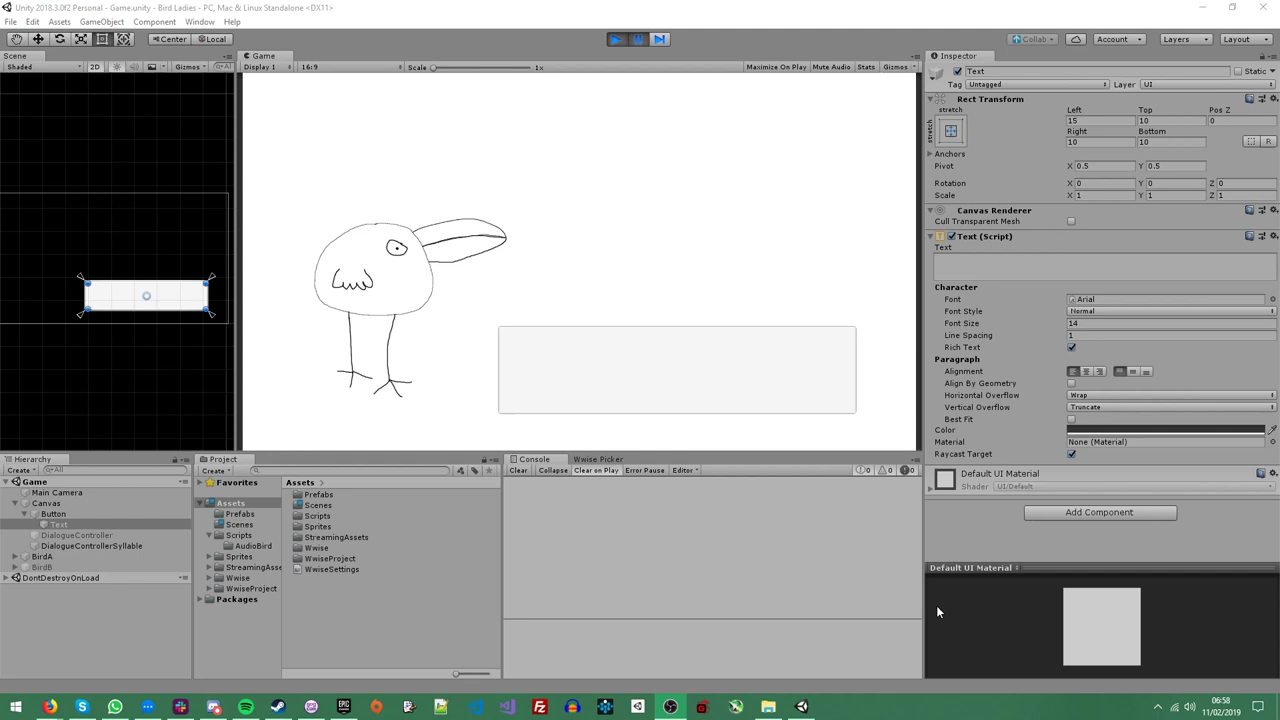 Unity 2018.3.0f2 Personal - Game.unity - Bird Ladies - PC, Mac & Linux Standalone <DX11>
File Edit Assets GameObject Component Window Help
Center Local Collab Account Layers Layout
Scene Game Inspector
Shaded 2D Gizmos All Display 1 16:9 Scale 1x Maximize On Play Mute Audio Stats Gizmos
Text Static
Tag Untagged Layer UI
Rect Transform
stretch Left Top Pos Z
stretch 15 10 0
Right Bottom
10 10 R
Anchors
Pivot X 0.5 Y 0.5
Rotation X 0 Y 0 Z 0
Scale X 1 Y 1 Z 1
Canvas Renderer
Cull Transparent Mesh
Text (Script)
Text
Character
Font Arial
Font Style Normal
Font Size 14
Line Spacing 1
Rich Text
Paragraph
Alignment
Align By Geometry
Horizontal Overflow Wrap
Vertical Overflow Truncate
Best Fit
Color
Material None (Material)
Raycast Target
Default UI Material
Shader UI/Default
Add Component
Default UI Material
Hierarchy
Create All
Game
Main Camera
Canvas
Button
Text
DialogueController
DialogueControllerSyllable
BirdA
BirdB
DontDestroyOnLoad
Project
Create
Favorites
Assets
Prefabs
Scenes
Scripts
AudioBird
Sprites
StreamingAsse
Wwise
WwiseProject
Packages
Assets
Prefabs
Scenes
Scripts
Sprites
StreamingAssets
Wwise
WwiseProject
WwiseSettings
Console Wwise Picker
Clear Collapse Clear on Play Error Pause Editor 0 0 0
06:58
11/02/2019